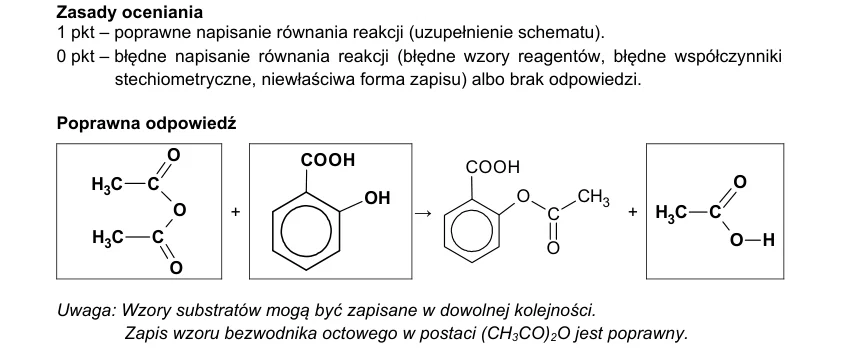 Zasady oceniania
1 pkt – poprawne napisanie równania reakcji (uzupełnienie schematu).
0 pkt – błędne napisanie równania reakcji (błędne wzory reagentów, błędne współczynniki
stechiometryczne, niewłaściwa forma zapisu) albo brak odpowiedzi.
Poprawna odpowiedź
O
H₃C—C
O
H₃C—C
O
+
COOH
OH
→
COOH
O
CH₃
C
O
+
O
H₃C—C
O—H
Uwaga: Wzory substratów mogą być zapisane w dowolnej kolejności.
Zapis wzoru bezwodnika octowego w postaci (CH₃CO)₂O jest poprawny.